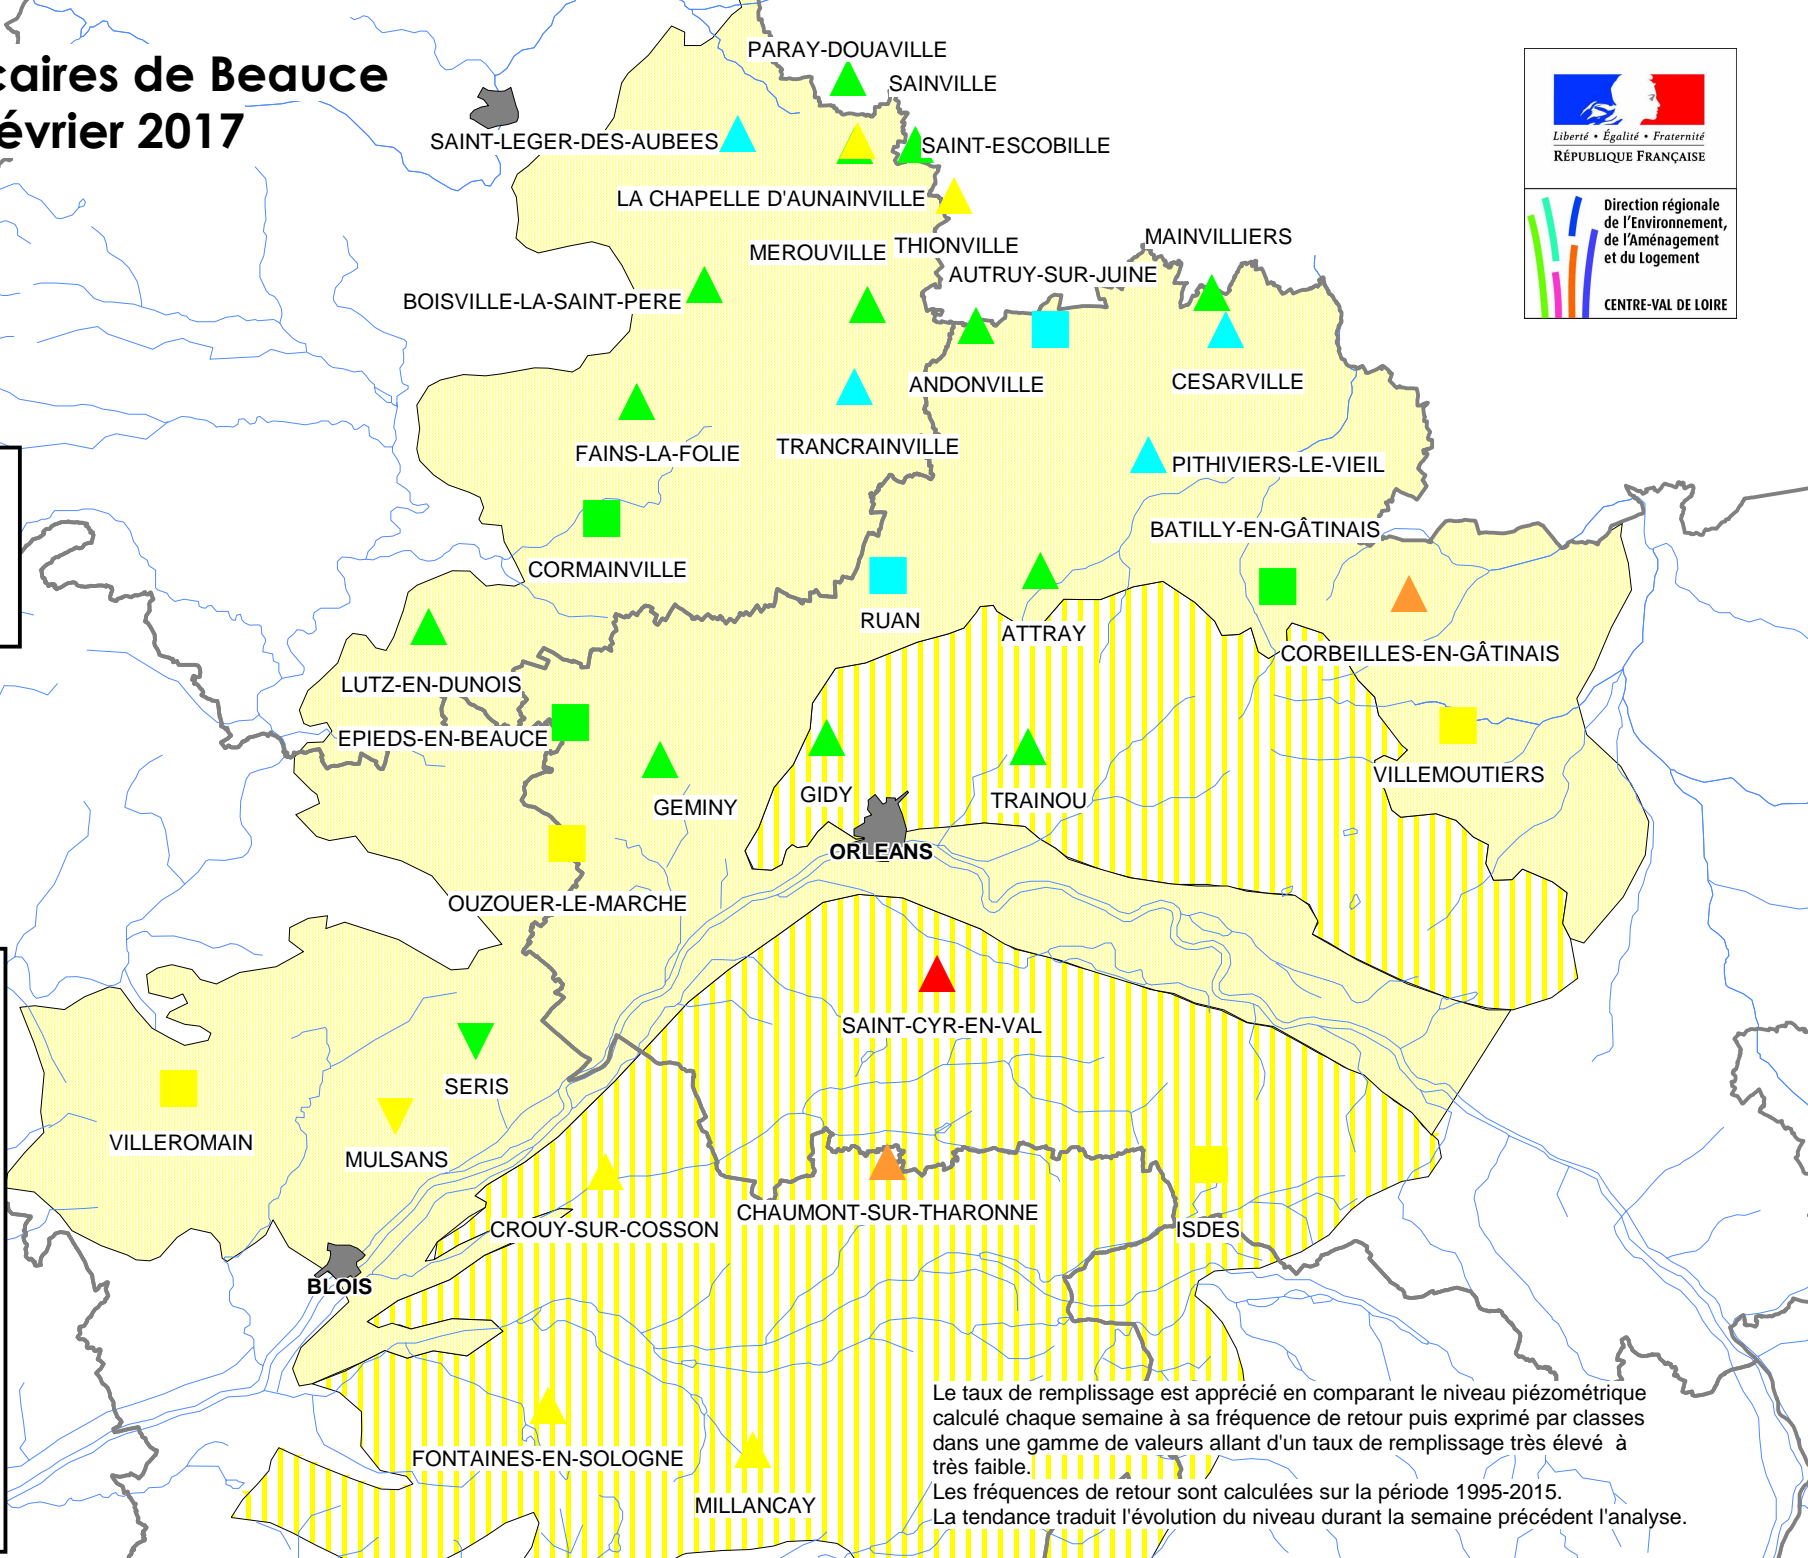 caires de Beauce
évrier 2017
PARAY-DOUAVILLE
SAINVILLE
SAINT-LEGER-DES-AUBEES
SAINT-ESCOBILLE
LA CHAPELLE D'AUNAINVILLE
MEROUVILLE
THIONVILLE
MAINVILLIERS
AUTRUY-SUR-JUINE
BOISVILLE-LA-SAINT-PERE
ANDONVILLE
CESARVILLE
FAINS-LA-FOLIE
TRANCRAINVILLE
PITHIVIERS-LE-VIEIL
BATILLY-EN-GÂTINAIS
CORMAINVILLE
RUAN
ATTRAY
CORBEILLES-EN-GÂTINAIS
LUTZ-EN-DUNOIS
EPIEDS-EN-BEAUCE
VILLEMOUTIERS
GEMINY
GIDY
TRAINOU
ORLEANS
OUZOUER-LE-MARCHE
SAINT-CYR-EN-VAL
SERIS
VILLEROMAIN
MULSANS
CROUY-SUR-COSSON
CHAUMONT-SUR-THARONNE
ISDES
BLOIS
FONTAINES-EN-SOLOGNE
MILLANCAY
Liberté • Égalité • Fraternité
RÉPUBLIQUE FRANÇAISE
Direction régionale
de l'Environnement,
de l'Aménagement
et du Logement
CENTRE-VAL DE LOIRE
Le taux de remplissage est apprécié en comparant le niveau piézométrique
calculé chaque semaine à sa fréquence de retour puis exprimé par classes
dans une gamme de valeurs allant d'un taux de remplissage très élevé à
très faible.
Les fréquences de retour sont calculées sur la période 1995-2015.
La tendance traduit l'évolution du niveau durant la semaine précédent l'analyse.